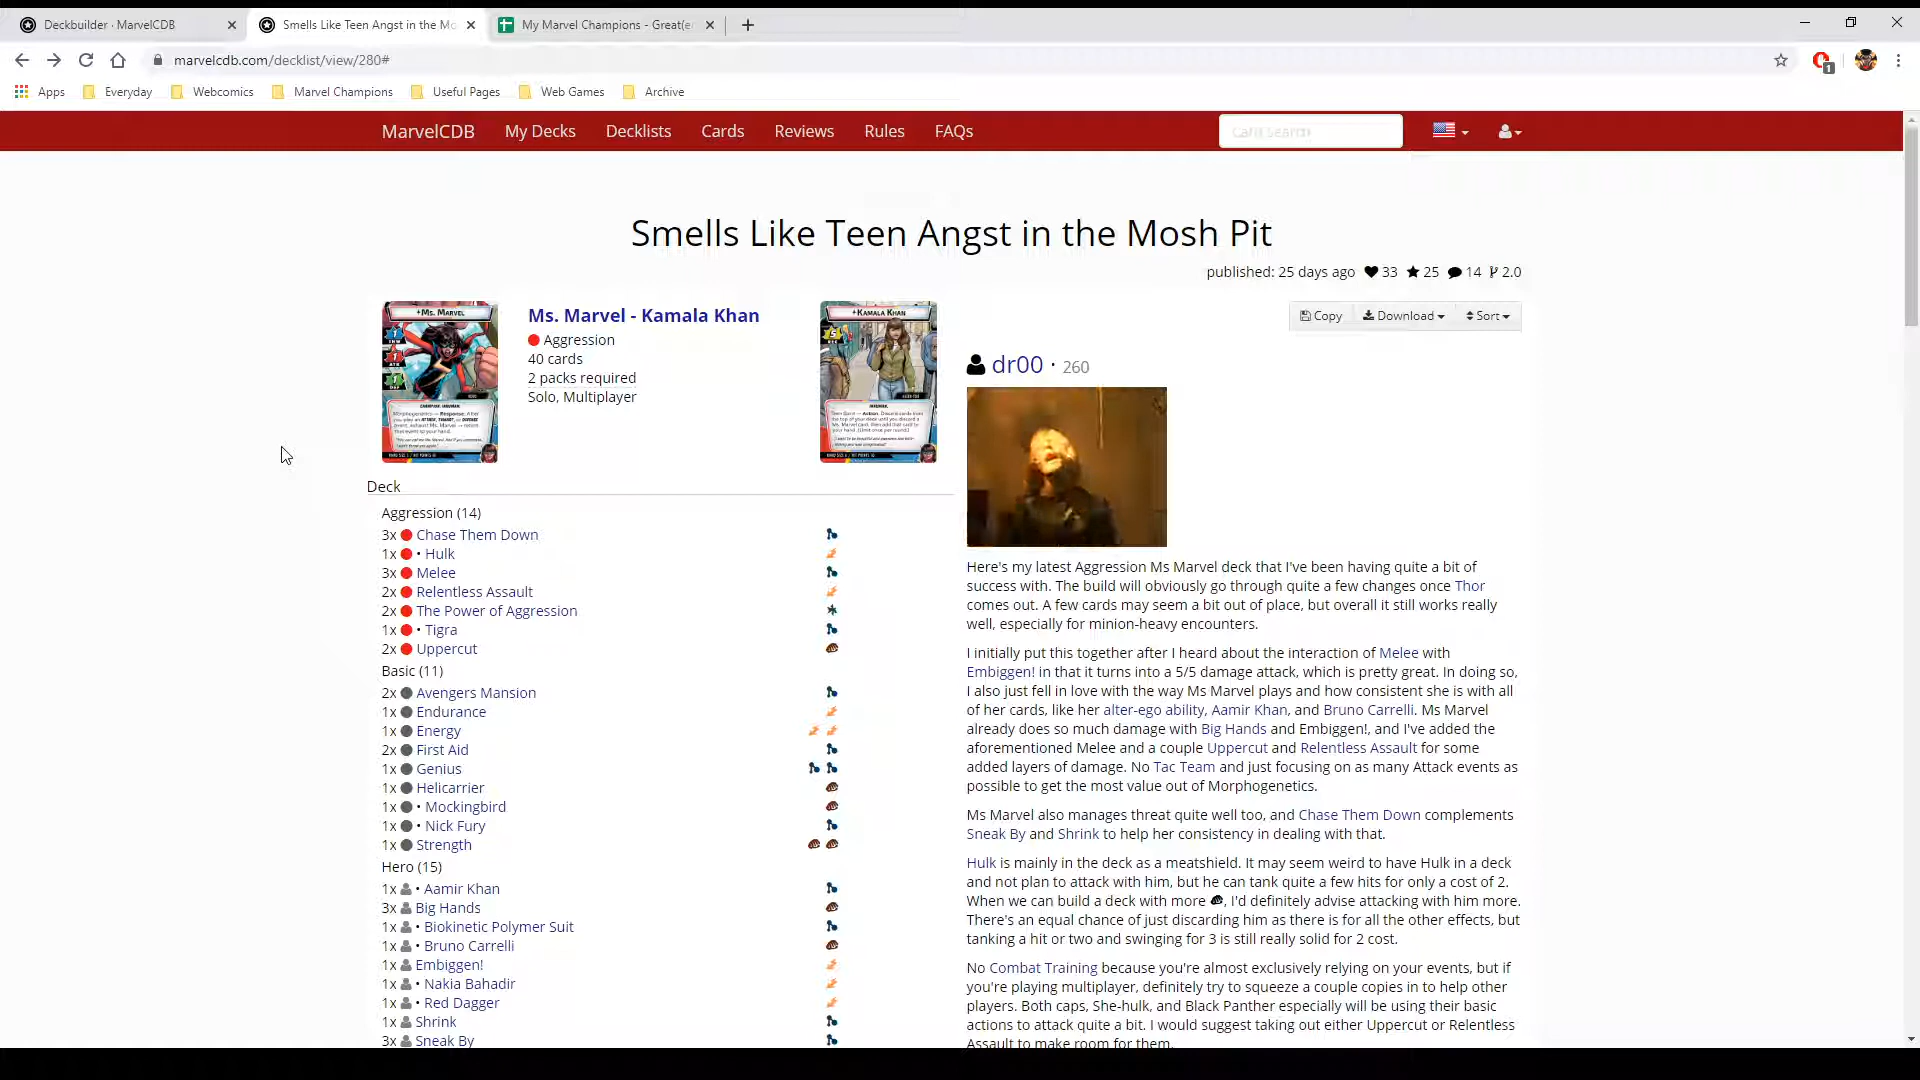 Deckbuilder · MarvelCDB
Smells Like Teen Angst in the Mo
My Marvel Champions - Great(e
marvelcdb.com/decklist/view/280#
1
Apps Everyday Webcomics Marvel Champions Useful Pages Web Games Archive
MarvelCDB My Decks Decklists Cards Reviews Rules FAQs Card search
Smells Like Teen Angst in the Mosh Pit
published: 25 days ago 33 25 14 2.0
Ms. Marvel
Ms. Marvel - Kamala Khan
Aggression
40 cards
2 packs required
Solo, Multiplayer
Kamala Khan
Copy Download Sort
dr00 · 260
Deck
Aggression (14)
3x Chase Them Down
1x • Hulk
3x Melee
2x Relentless Assault
2x The Power of Aggression
1x • Tigra
2x Uppercut
Basic (11)
2x Avengers Mansion
1x Endurance
1x Energy
2x First Aid
1x Genius
1x Helicarrier
1x • Mockingbird
1x • Nick Fury
1x Strength
Hero (15)
1x • Aamir Khan
3x Big Hands
1x • Biokinetic Polymer Suit
1x • Bruno Carrelli
1x Embiggen!
1x • Nakia Bahadir
1x • Red Dagger
1x Shrink
3x Sneak By
Here's my latest Aggression Ms Marvel deck that I've been having quite a bit of
success with. The build will obviously go through quite a few changes once Thor
comes out. A few cards may seem a bit out of place, but overall it still works really
well, especially for minion-heavy encounters.
I initially put this together after I heard about the interaction of Melee with
Embiggen! in that it turns into a 5/5 damage attack, which is pretty great. In doing so,
I also just fell in love with the way Ms Marvel plays and how consistent she is with all
of her cards, like her alter-ego ability, Aamir Khan, and Bruno Carrelli. Ms Marvel
already does so much damage with Big Hands and Embiggen!, and I've added the
aforementioned Melee and a couple Uppercut and Relentless Assault for some
added layers of damage. No Tac Team and just focusing on as many Attack events as
possible to get the most value out of Morphogenetics.
Ms Marvel also manages threat quite well too, and Chase Them Down complements
Sneak By and Shrink to help her consistency in dealing with that.
Hulk is mainly in the deck as a meatshield. It may seem weird to have Hulk in a deck
and not plan to attack with him, but he can tank quite a few hits for only a cost of 2.
When we can build a deck with more , I'd definitely advise attacking with him more.
There's an equal chance of just discarding him as there is for all the other effects, but
tanking a hit or two and swinging for 3 is still really solid for 2 cost.
No Combat Training because you're almost exclusively relying on your events, but if
you're playing multiplayer, definitely try to squeeze a couple copies in to help other
players. Both caps, She-hulk, and Black Panther especially will be using their basic
actions to attack quite a bit. I would suggest taking out either Uppercut or Relentless
Assault to make room for them.